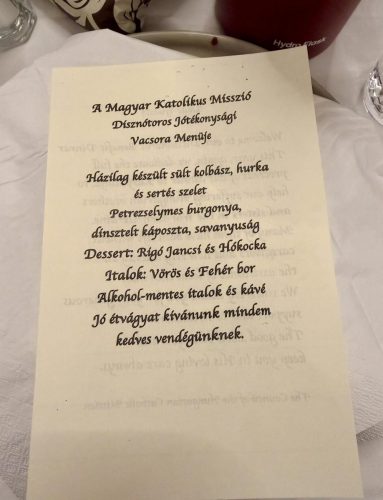 Hydro Flask
A Magyar Katolikus Misszió
Disznótoros Jótékonysági
Vacsora Menüje
Házilag készült sült kolbász, hurka
és sertés szelet
Petrezselymes burgonya,
dinsztelt káposzta, savanyuság
Dessert: Rigó Jancsi és Hókocka
Italok: Vörös és Fehér bor
Alkohol-mentes italok és kávé
Jó étvágyat kívánunk mindem
kedves vendégünknek.